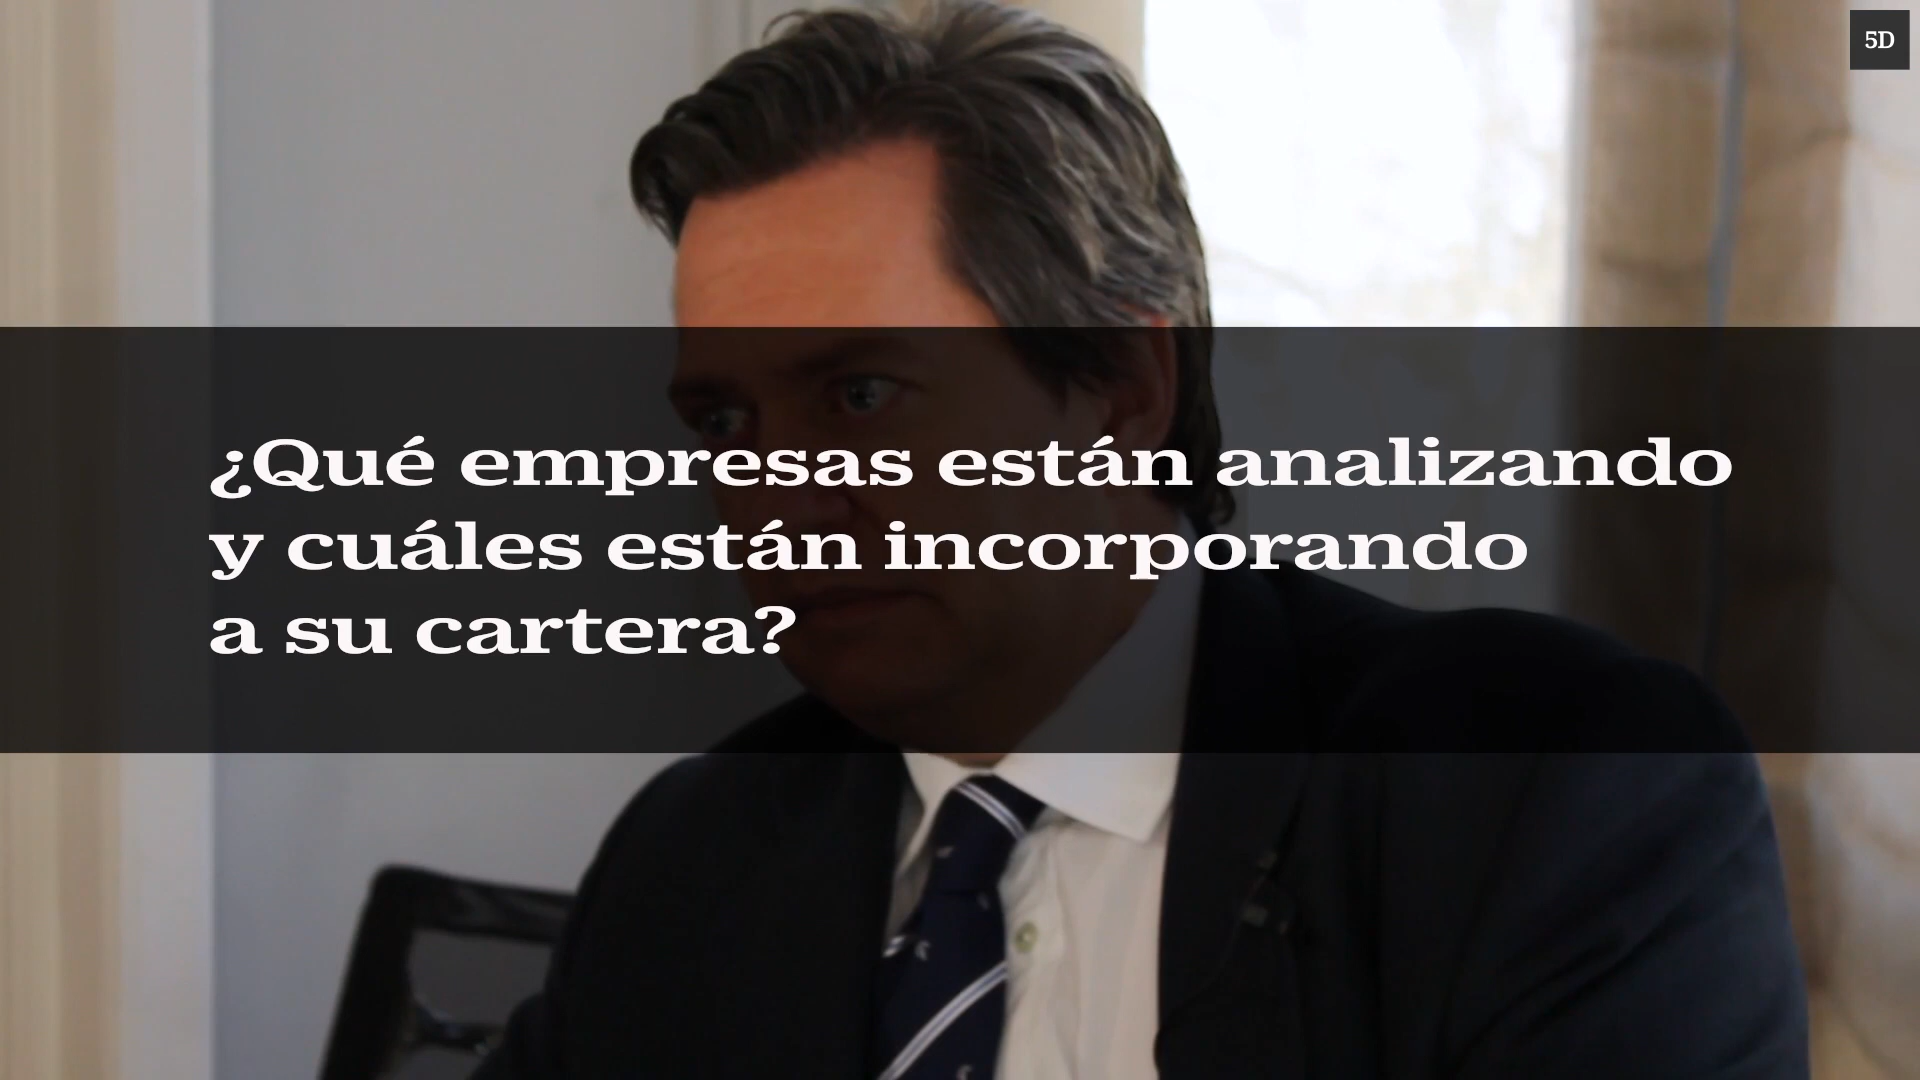 5D
¿Qué empresas están analizando
y cuáles están incorporando
a su cartera?